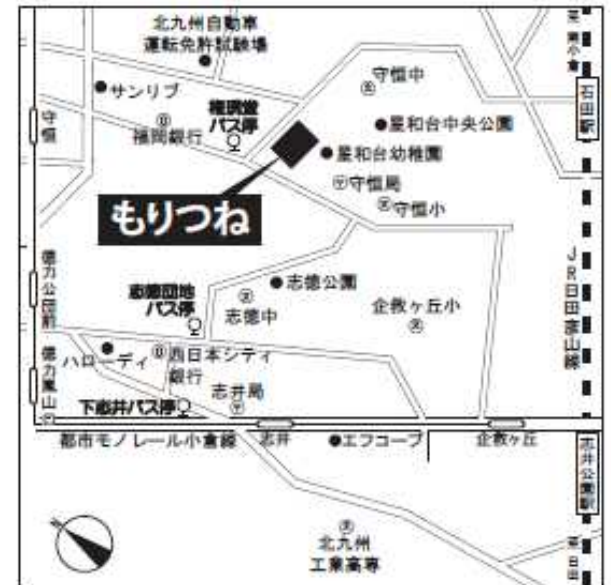 北九州自動車
運転免許試験場
サンリブ
守恒中
星和台中央公園
石田駅
守恒
福岡銀行
バス停
星和台幼稚園
守恒局
守恒小
もりつね
徳力公団前
志徳団地
バス停
志徳公園
志徳中
企救ヶ丘小
JR日田彦山線
ハローデイ
西日本シティ
銀行
徳力嵐山口
志井局
下志井バス停
都市モノレール小倉線
志井
エフコープ
企救ヶ丘
志井公園駅
北九州
工業高専